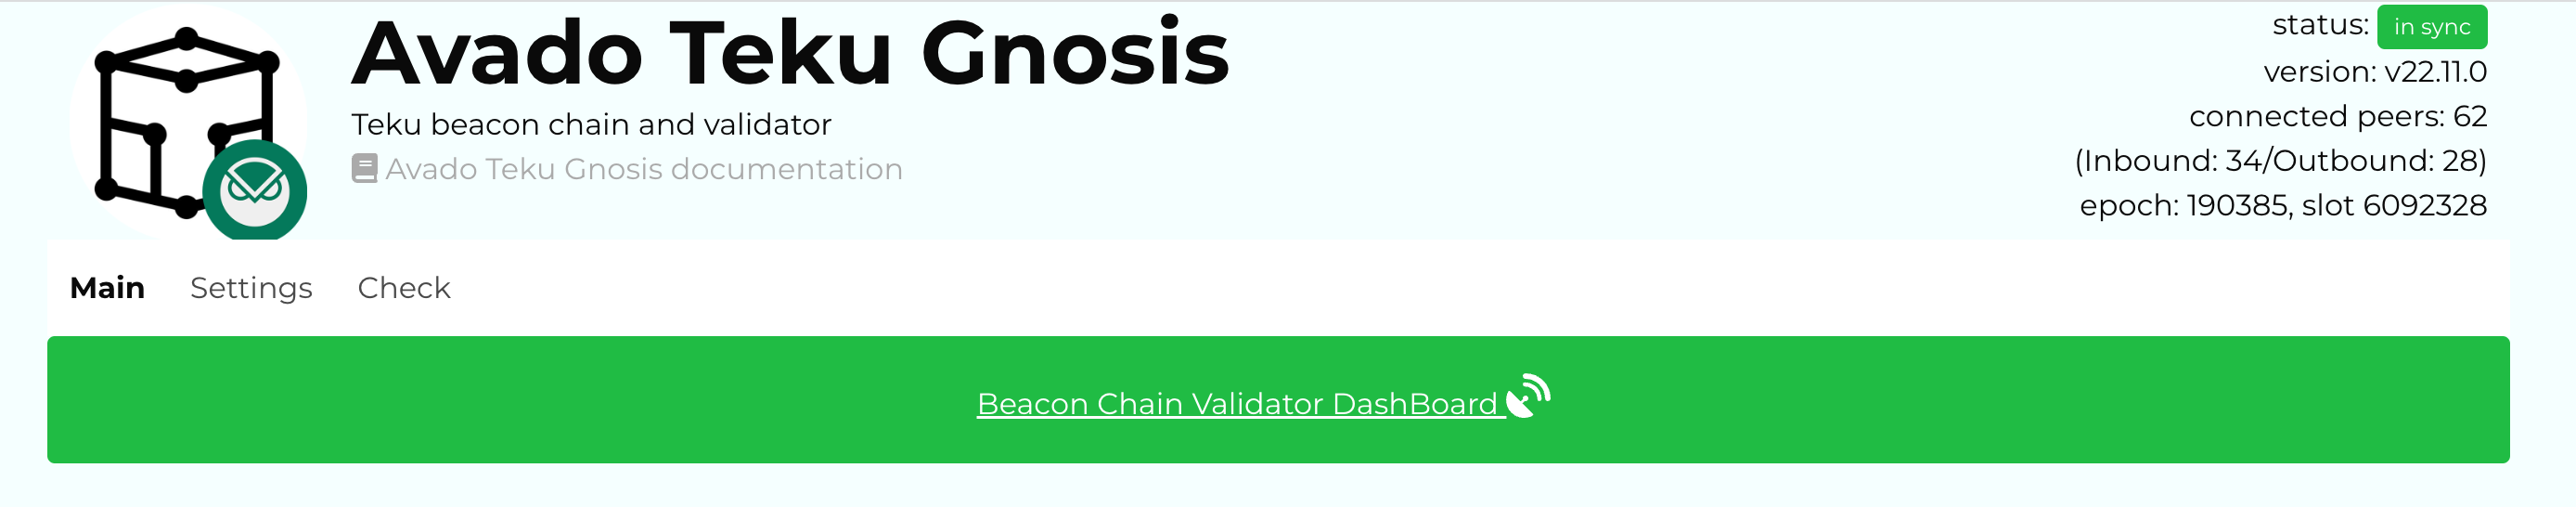 Avado Teku Gnosis
Teku beacon chain and validator
Avado Teku Gnosis documentation
status: in sync
version: v22.11.0
connected peers: 62
(Inbound: 34/Outbound: 28)
epoch: 190385, slot 6092328
Main Settings Check
Beacon Chain Validator DashBoard